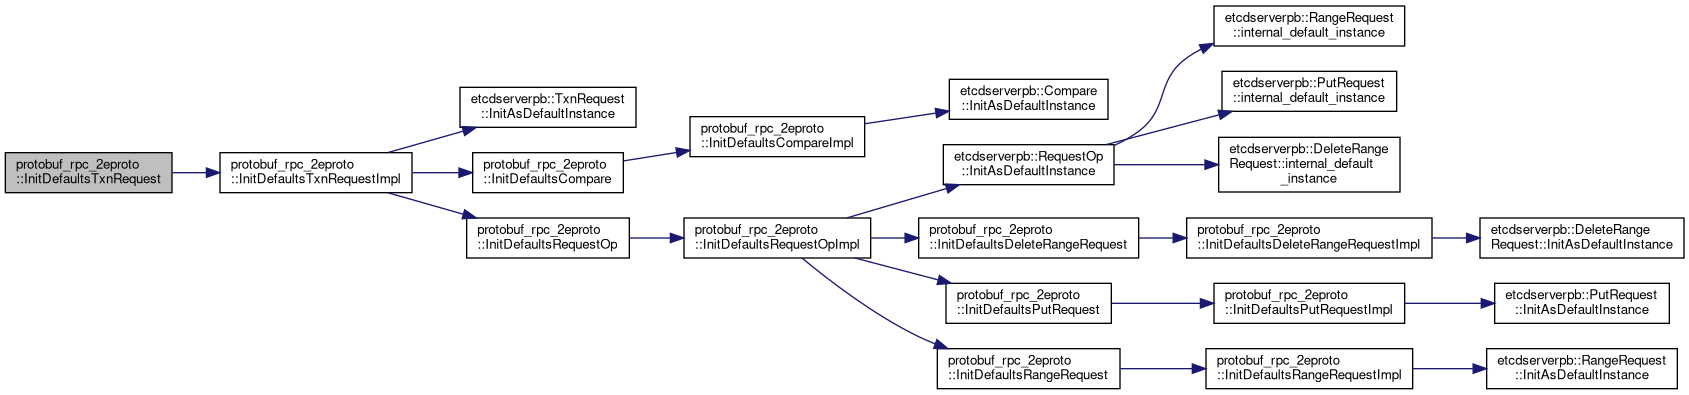 protobuf_rpc_2eproto
::InitDefaultsTxnRequest
protobuf_rpc_2eproto
::InitDefaultsTxnRequestImpl
etcdserverpb::TxnRequest
::InitAsDefaultInstance
protobuf_rpc_2eproto
::InitDefaultsCompare
protobuf_rpc_2eproto
::InitDefaultsRequestOp
protobuf_rpc_2eproto
::InitDefaultsCompareImpl
protobuf_rpc_2eproto
::InitDefaultsRequestOpImpl
etcdserverpb::Compare
::InitAsDefaultInstance
etcdserverpb::RequestOp
::InitAsDefaultInstance
protobuf_rpc_2eproto
::InitDefaultsDeleteRangeRequest
protobuf_rpc_2eproto
::InitDefaultsPutRequest
protobuf_rpc_2eproto
::InitDefaultsRangeRequest
etcdserverpb::RangeRequest
::internal_default_instance
etcdserverpb::PutRequest
::internal_default_instance
etcdserverpb::DeleteRange
Request::internal_default
_instance
protobuf_rpc_2eproto
::InitDefaultsDeleteRangeRequestImpl
protobuf_rpc_2eproto
::InitDefaultsPutRequestImpl
protobuf_rpc_2eproto
::InitDefaultsRangeRequestImpl
etcdserverpb::DeleteRange
Request::InitAsDefaultInstance
etcdserverpb::PutRequest
::InitAsDefaultInstance
etcdserverpb::RangeRequest
::InitAsDefaultInstance